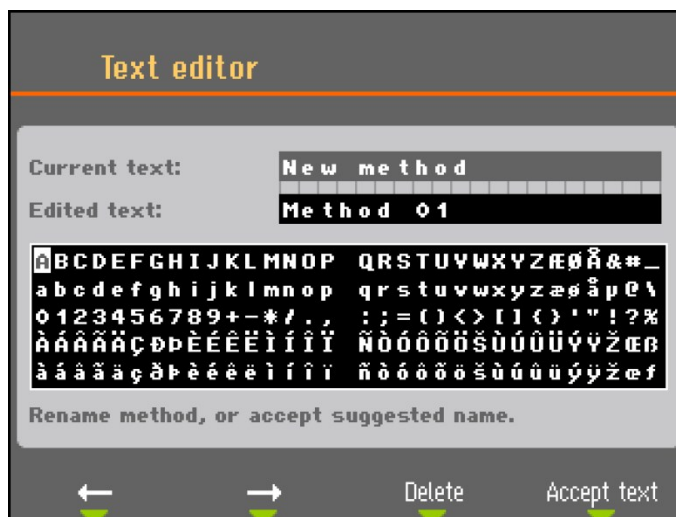 Text editor
Current text: New method
Edited text: Method 01
ABCDEFGHIJKLMNOP QRSTUVWXYZÆØÅ&#_
abcdefghijklmnop qrstuvwxyzæøåµ@\
0123456789+-*/., :;=()<>[]{}'"!?%
ÀÁÂÃÄÇÐÞÈÉÊËÌÍÎÏ ÑÒÓÔÕÖŠÙÚÛÜÝŸŽŒß
àáâãäçðÞèéêëìíîï ñòóôõöšùúûüýÿžœƒ
Rename method, or accept suggested name.
← → Delete Accept text